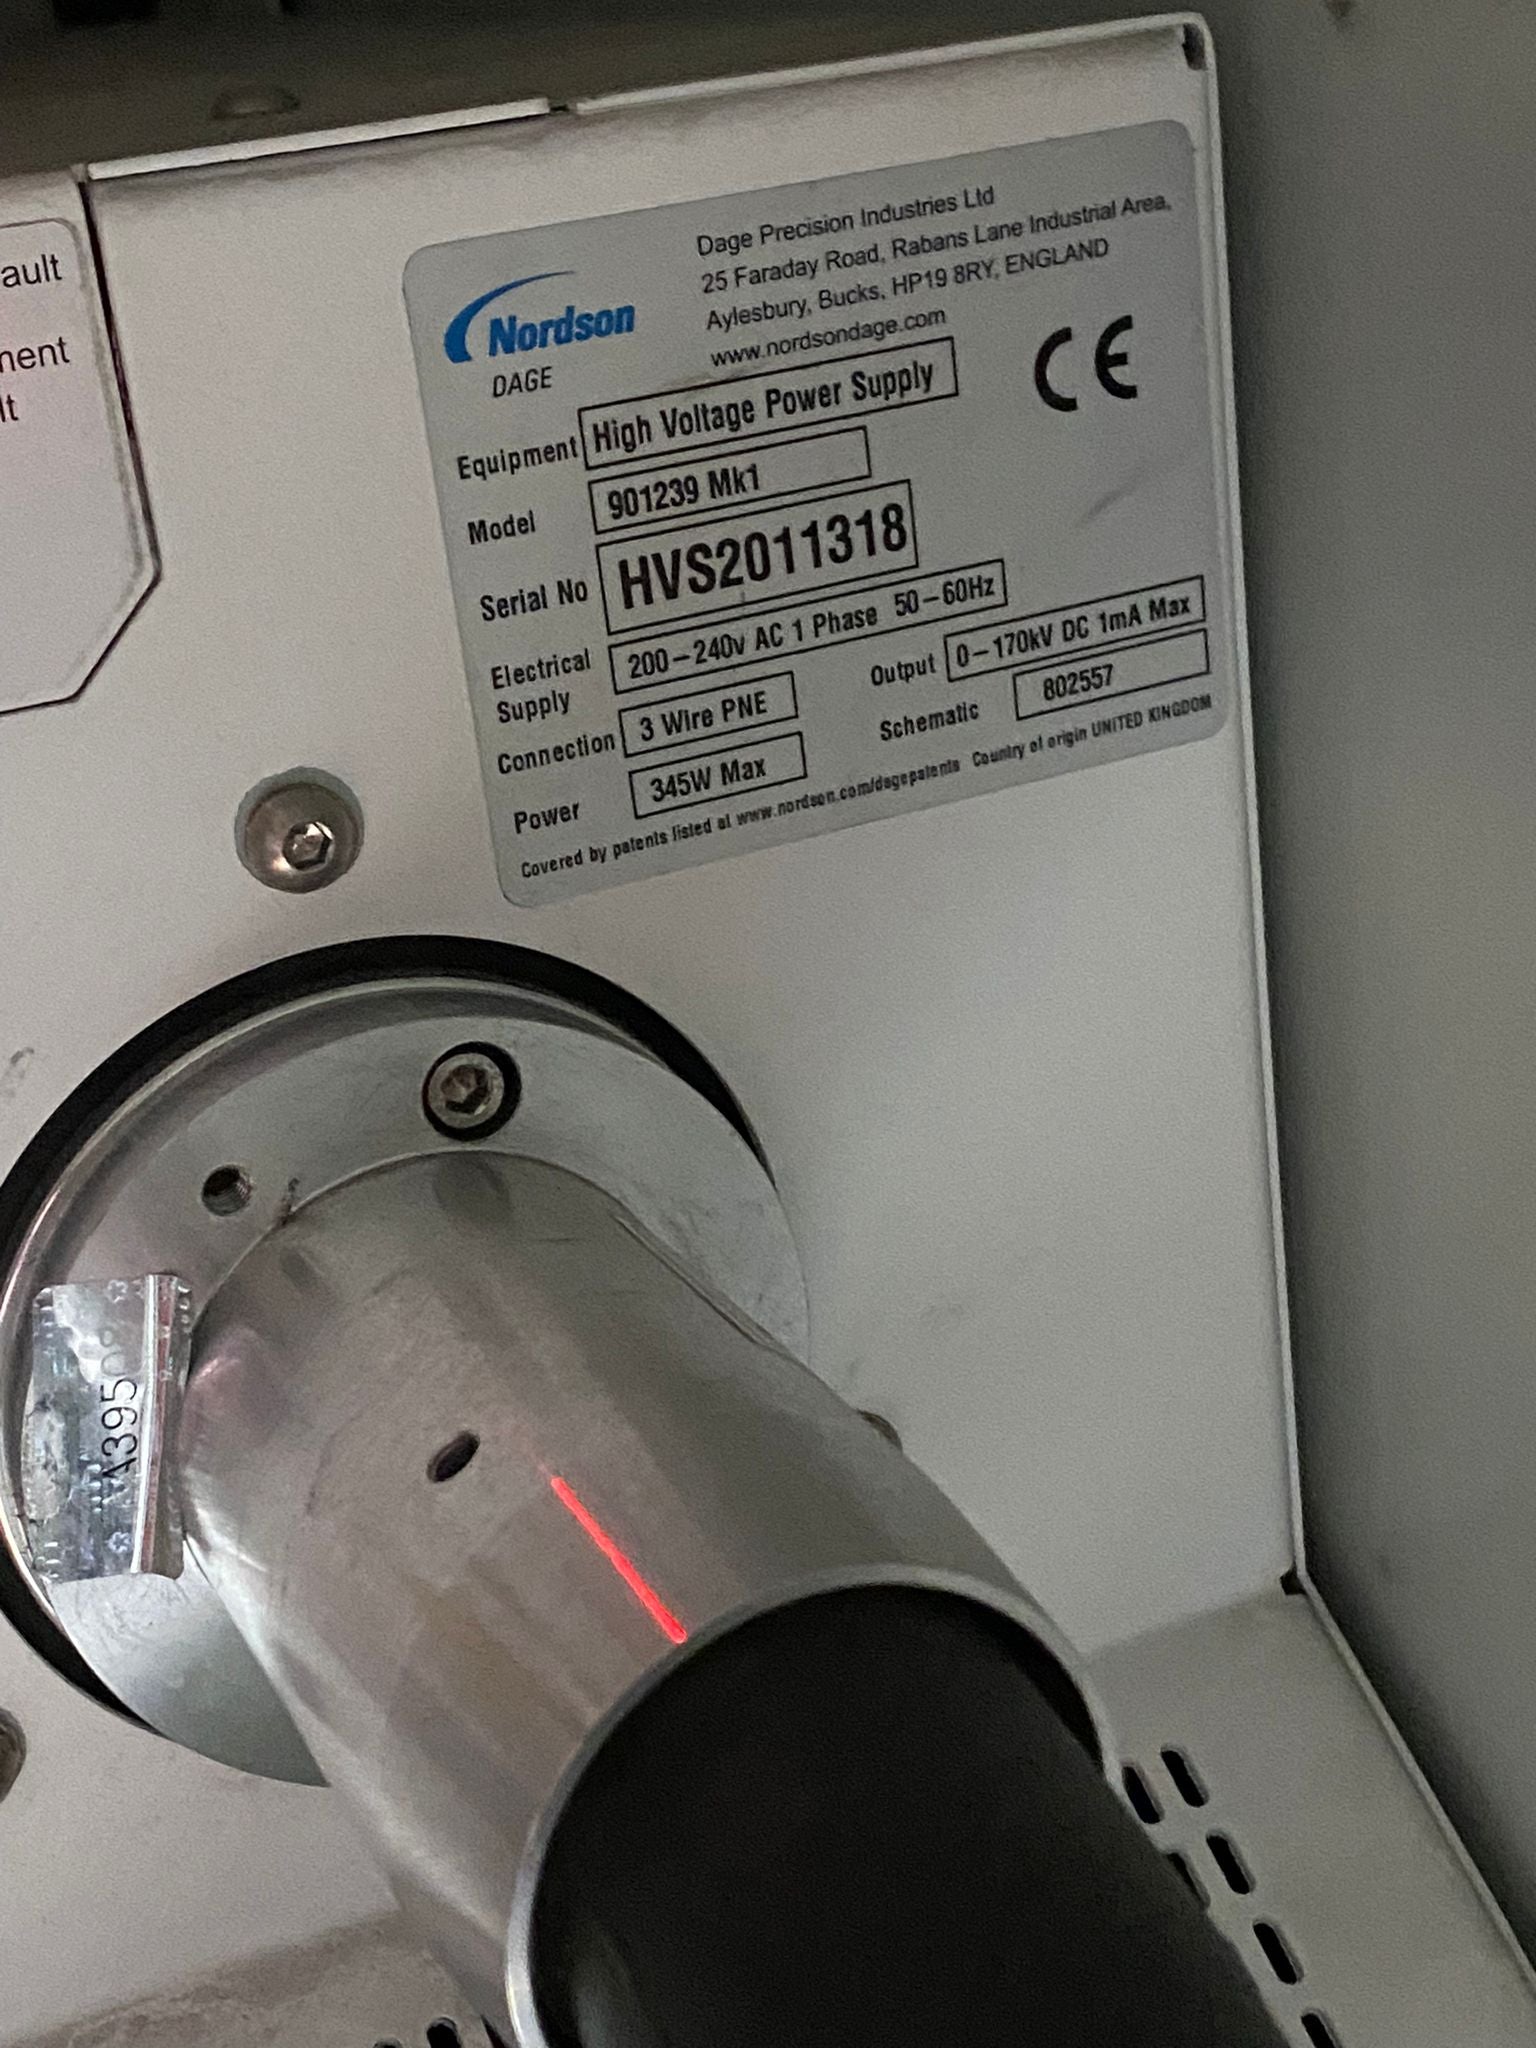 ault
ment
lt
Nordson
DAGE
Dage Precision Industries Ltd
25 Faraday Road, Rabans Lane Industrial Area,
Aylesbury, Bucks, HP19 8RY, ENGLAND
www.nordsondage.com
CE
Equipment High Voltage Power Supply
Model 901239 Mk1
Serial No HVS2011318
Electrical Supply 200-240v AC 1 Phase 50-60Hz
Output 0-170kV DC 1mA Max
Connection 3 Wire PNE
Schematic 802557
Power 345W Max
Covered by patents listed at www.nordson.com/dagepatents Country of origin UNITED KINGDOM